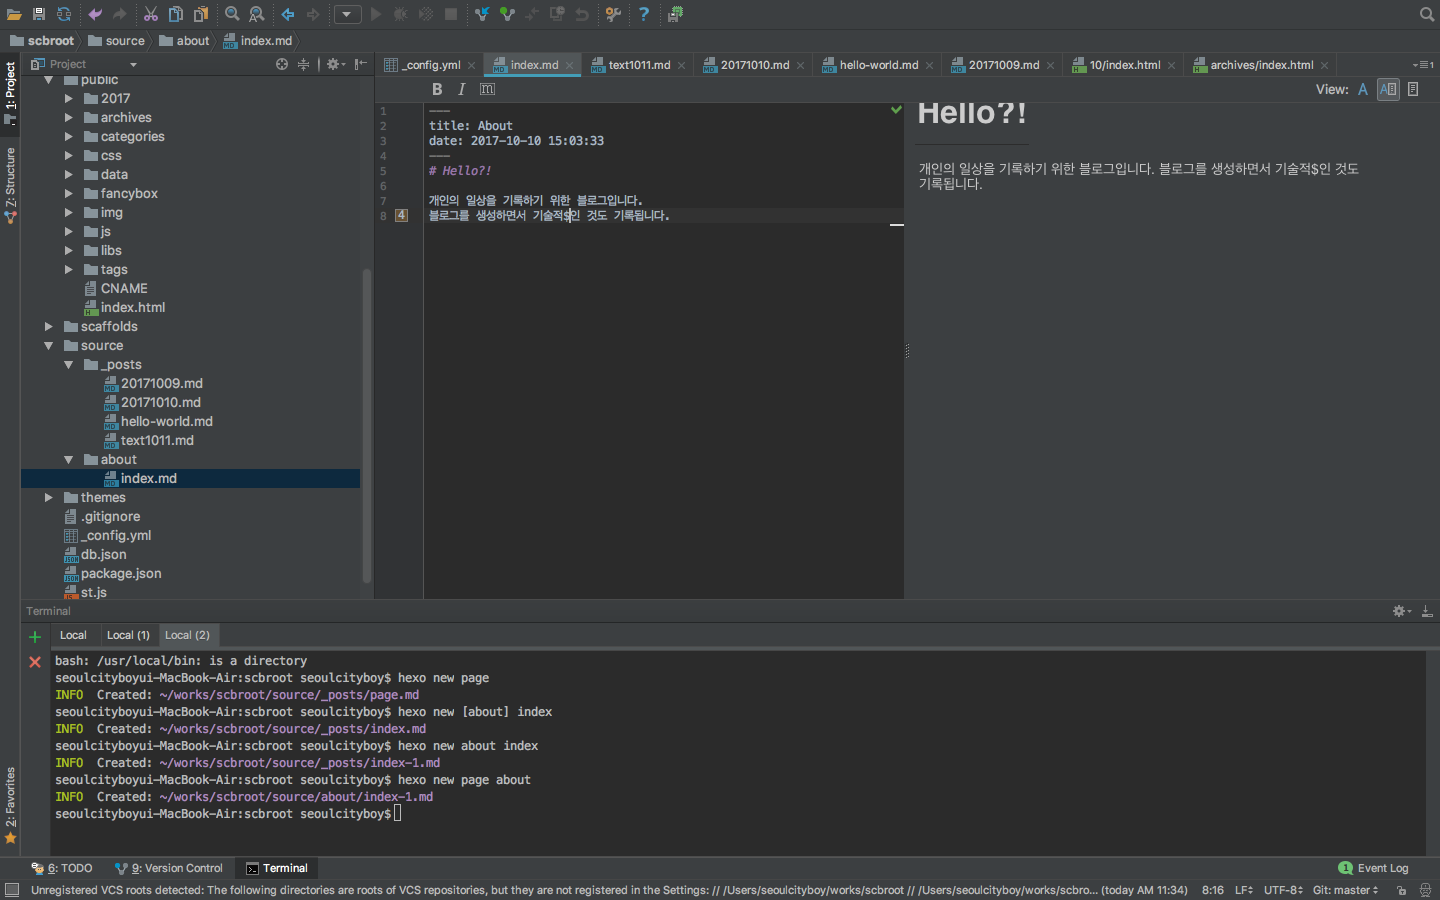 scbroot source about index.md
Project
_config.yml index.md text1011.md 20171010.md hello-world.md 20171009.md 10/index.html archives/index.html
1
B I m
View: A A
1: Project
Z: Structure
2: Favorites
public
2017
archives
categories
css
data
fancybox
img
js
libs
tags
CNAME
index.html
scaffolds
source
_posts
20171009.md
20171010.md
hello-world.md
text1011.md
about
index.md
themes
.gitignore
_config.yml
db.json
package.json
st.js
1 ---
2 title: About
3 date: 2017-10-10 15:03:33
4 ---
5 # Hello?!
6
7 개인의 일상을 기록하기 위한 블로그입니다.
8 4 블로그를 생성하면서 기술적$인 것도 기록됩니다.
Hello?!
개인의 일상을 기록하기 위한 블로그입니다. 블로그를 생성하면서 기술적$인 것도
기록됩니다.
Terminal
Local Local (1) Local (2)
bash: /usr/local/bin: is a directory
seoulcityboyui-MacBook-Air:scbroot seoulcityboy$ hexo new page
INFO  Created: ~/works/scbroot/source/_posts/page.md
seoulcityboyui-MacBook-Air:scbroot seoulcityboy$ hexo new [about] index
INFO  Created: ~/works/scbroot/source/_posts/index.md
seoulcityboyui-MacBook-Air:scbroot seoulcityboy$ hexo new about index
INFO  Created: ~/works/scbroot/source/_posts/index-1.md
seoulcityboyui-MacBook-Air:scbroot seoulcityboy$ hexo new page about
INFO  Created: ~/works/scbroot/source/about/index-1.md
seoulcityboyui-MacBook-Air:scbroot seoulcityboy$
6: TODO 9: Version Control Terminal 1 Event Log
Unregistered VCS roots detected: The following directories are roots of VCS repositories, but they are not registered in the Settings: // /Users/seoulcityboy/works/scbroot // /Users/seoulcityboy/works/scbro... (today AM 11:34) 8:16 LF UTF-8 Git: master